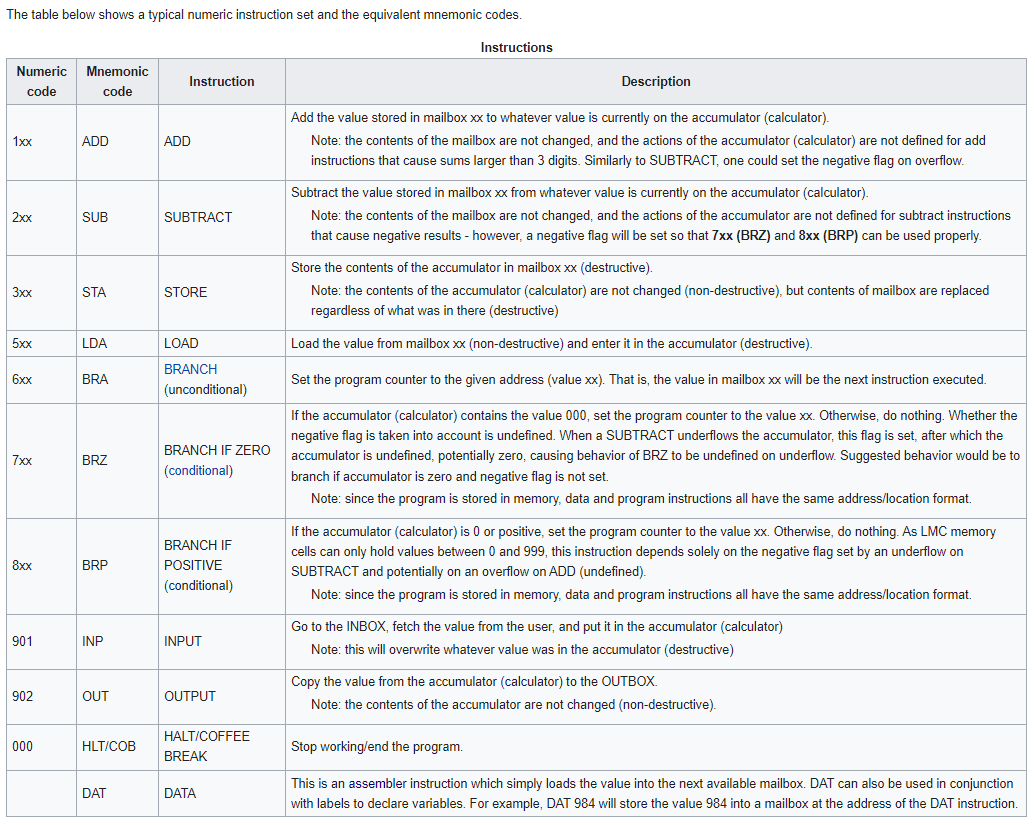 The table below shows a typical numeric instruction set and the equivalent mnemonic codes.
Instructions
Numeric code
Mnemonic code
Instruction
Description
1xx
ADD
ADD
Add the value stored in mailbox xx to whatever value is currently on the accumulator (calculator).
Note: the contents of the mailbox are not changed, and the actions of the accumulator (calculator) are not defined for add
instructions that cause sums larger than 3 digits. Similarly to SUBTRACT, one could set the negative flag on overflow.
2xx
SUB
SUBTRACT
Subtract the value stored in mailbox xx from whatever value is currently on the accumulator (calculator).
Note: the contents of the mailbox are not changed, and the actions of the accumulator are not defined for subtract instructions
that cause negative results - however, a negative flag will be set so that 7xx (BRZ) and 8xx (BRP) can be used properly.
3xx
STA
STORE
Store the contents of the accumulator in mailbox xx (destructive).
Note: the contents of the accumulator (calculator) are not changed (non-destructive), but contents of mailbox are replaced
regardless of what was in there (destructive)
5xx
LDA
LOAD
Load the value from mailbox xx (non-destructive) and enter it in the accumulator (destructive).
6xx
BRA
BRANCH
(unconditional)
Set the program counter to the given address (value xx). That is, the value in mailbox xx will be the next instruction executed.
7xx
BRZ
BRANCH IF ZERO
(conditional)
If the accumulator (calculator) contains the value 000, set the program counter to the value xx. Otherwise, do nothing. Whether the
negative flag is taken into account is undefined. When a SUBTRACT underflows the accumulator, this flag is set, after which the
accumulator is undefined, potentially zero, causing behavior of BRZ to be undefined on underflow. Suggested behavior would be to
branch if accumulator is zero and negative flag is not set.
Note: since the program is stored in memory, data and program instructions all have the same address/location format.
8xx
BRP
BRANCH IF
POSITIVE
(conditional)
If the accumulator (calculator) is 0 or positive, set the program counter to the value xx. Otherwise, do nothing. As LMC memory
cells can only hold values between 0 and 999, this instruction depends solely on the negative flag set by an underflow on
SUBTRACT and potentially on an overflow on ADD (undefined).
Note: since the program is stored in memory, data and program instructions all have the same address/location format.
901
INP
INPUT
Go to the INBOX, fetch the value from the user, and put it in the accumulator (calculator)
Note: this will overwrite whatever value was in the accumulator (destructive)
902
OUT
OUTPUT
Copy the value from the accumulator (calculator) to the OUTBOX.
Note: the contents of the accumulator are not changed (non-destructive).
000
HLT/COB
HALT/COFFEE
BREAK
Stop working/end the program.
DAT
DATA
This is an assembler instruction which simply loads the value into the next available mailbox. DAT can also be used in conjunction
with labels to declare variables. For example, DAT 984 will store the value 984 into a mailbox at the address of the DAT instruction.